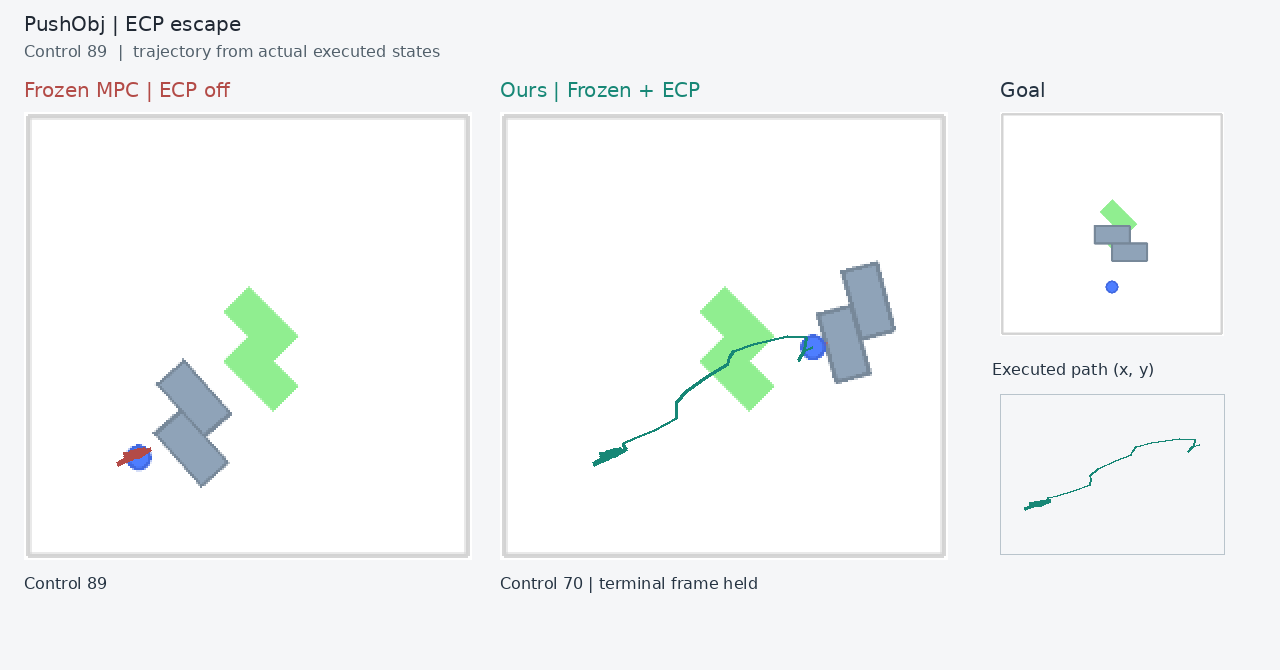 PushObj | ECP escape
Control 89  |  trajectory from actual executed states
Frozen MPC | ECP off
Ours | Frozen + ECP
Goal
Executed path (x, y)
Control 89
Control 70 | terminal frame held